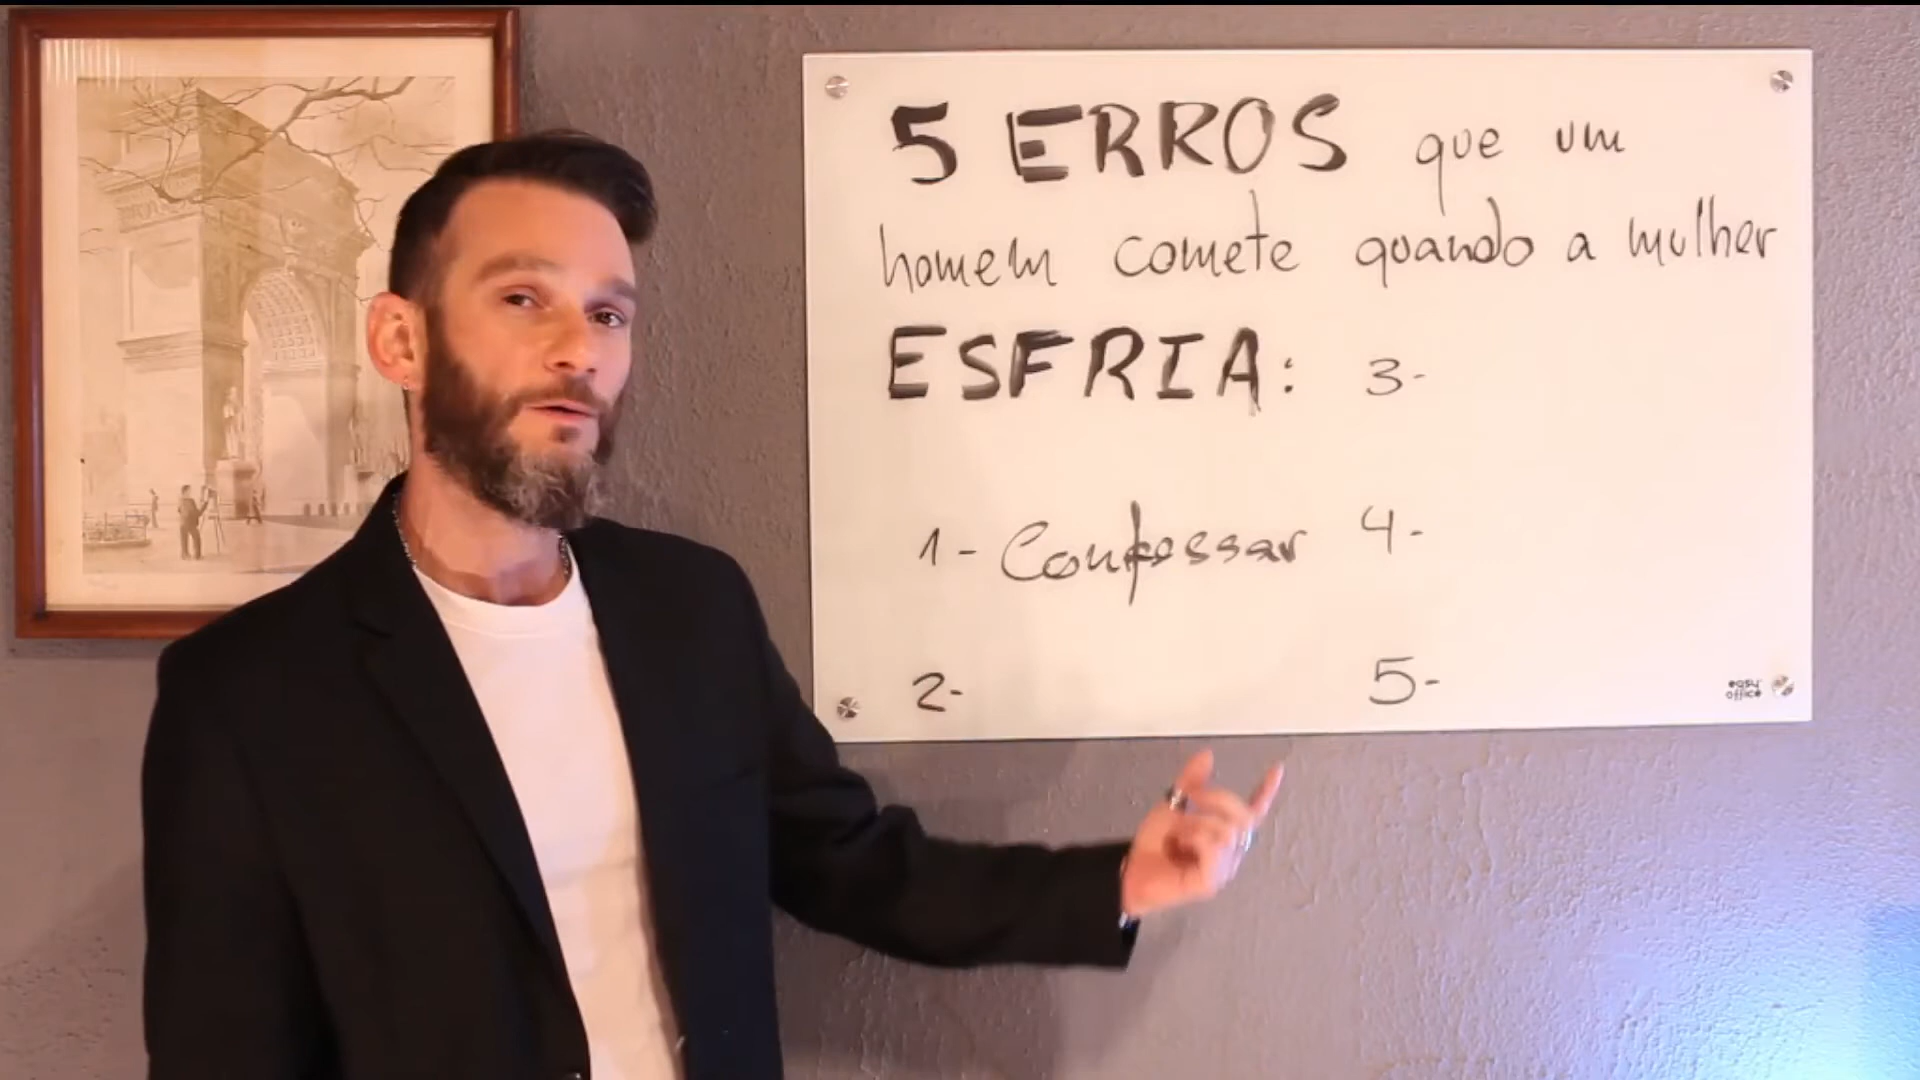 5 ERROS que um
homem comete quando a mulher
ESFRIA:
1- Confessar
2-
3-
4-
5-
easy
office